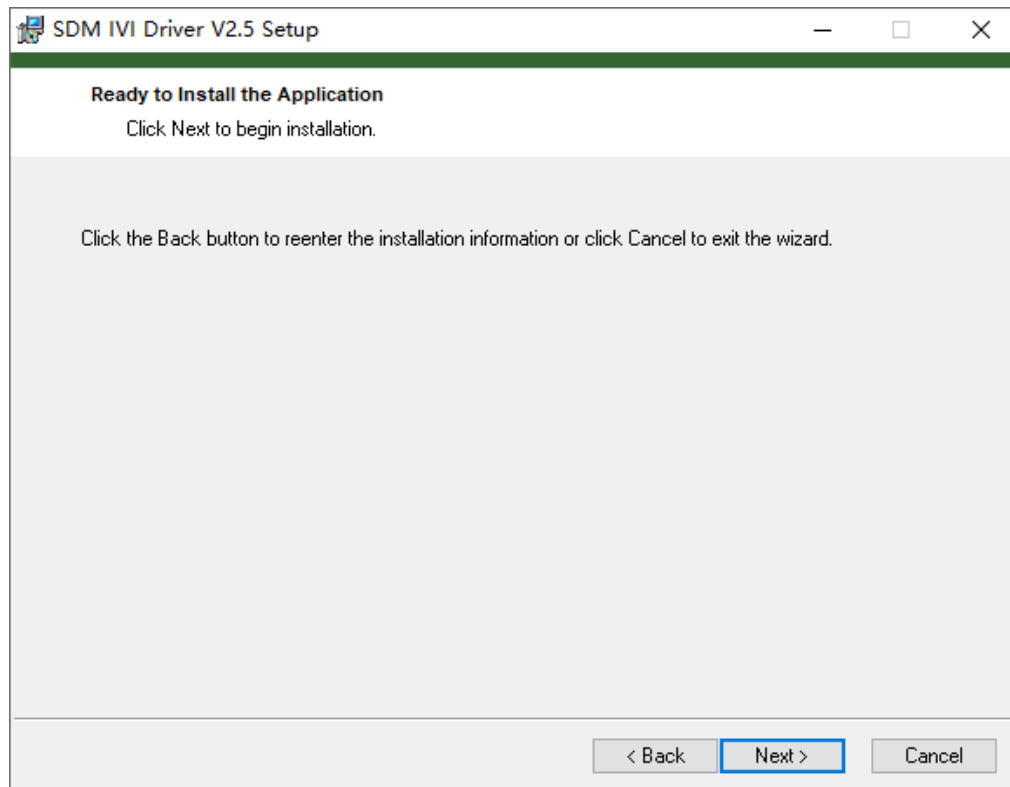 SDM IVI Driver V2.5 Setup
Ready to Install the Application
Click Next to begin installation.
Click the Back button to reenter the installation information or click Cancel to exit the wizard.
< Back Next > Cancel